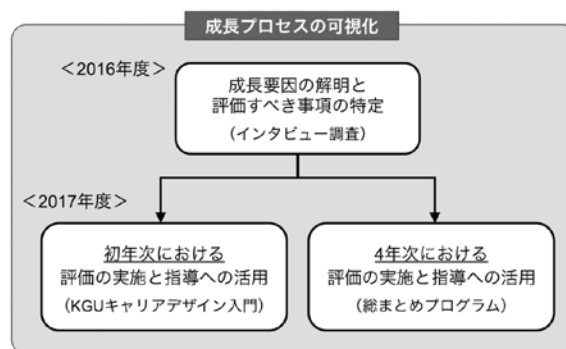 成長プロセスの可視化
＜2016年度＞
成長要因の解明と
評価すべき事項の特定
（インタビュー調査）
＜2017年度＞
初年次における
評価の実施と指導への活用
（KGUキャリアデザイン入門）
4年次における
評価の実施と指導への活用
（総まとめプログラム）